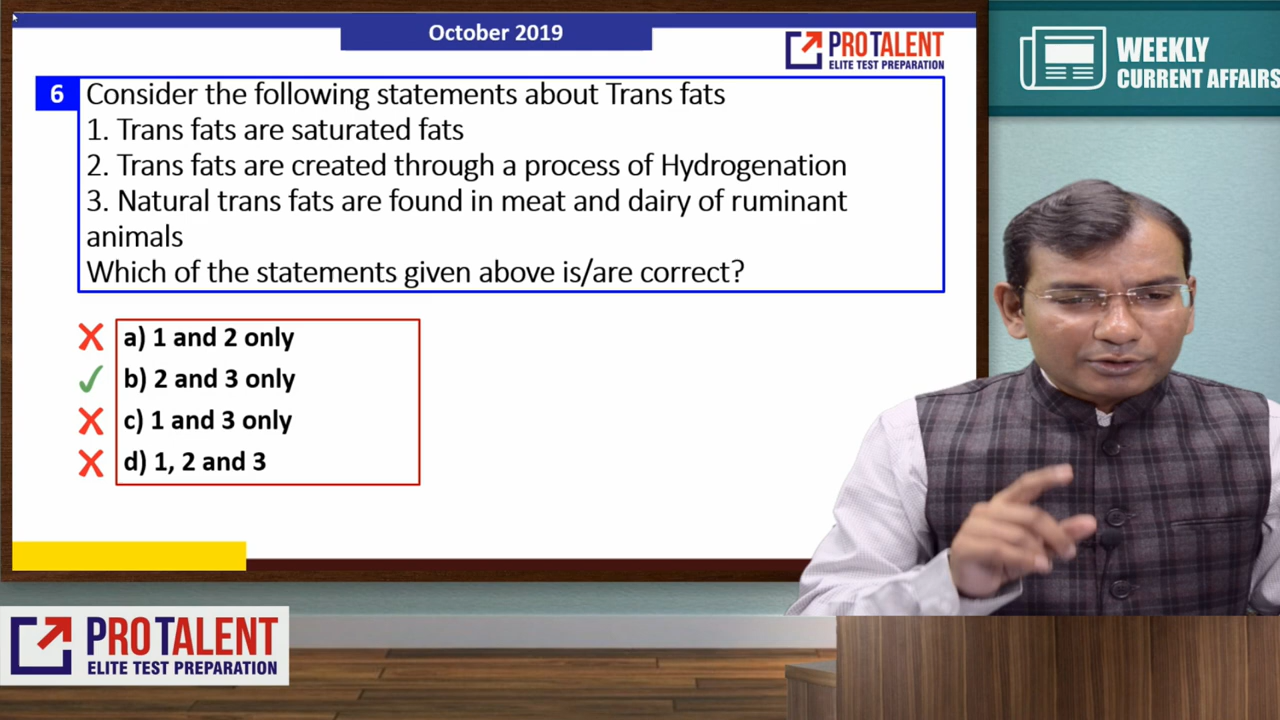 October 2019
PROTALENT
ELITE TEST PREPARATION
WEEKLY
CURRENT AFFAIRS
6 Consider the following statements about Trans fats
1. Trans fats are saturated fats
2. Trans fats are created through a process of Hydrogenation
3. Natural trans fats are found in meat and dairy of ruminant
animals
Which of the statements given above is/are correct?
a) 1 and 2 only
b) 2 and 3 only
c) 1 and 3 only
d) 1, 2 and 3
PROTALENT
ELITE TEST PREPARATION